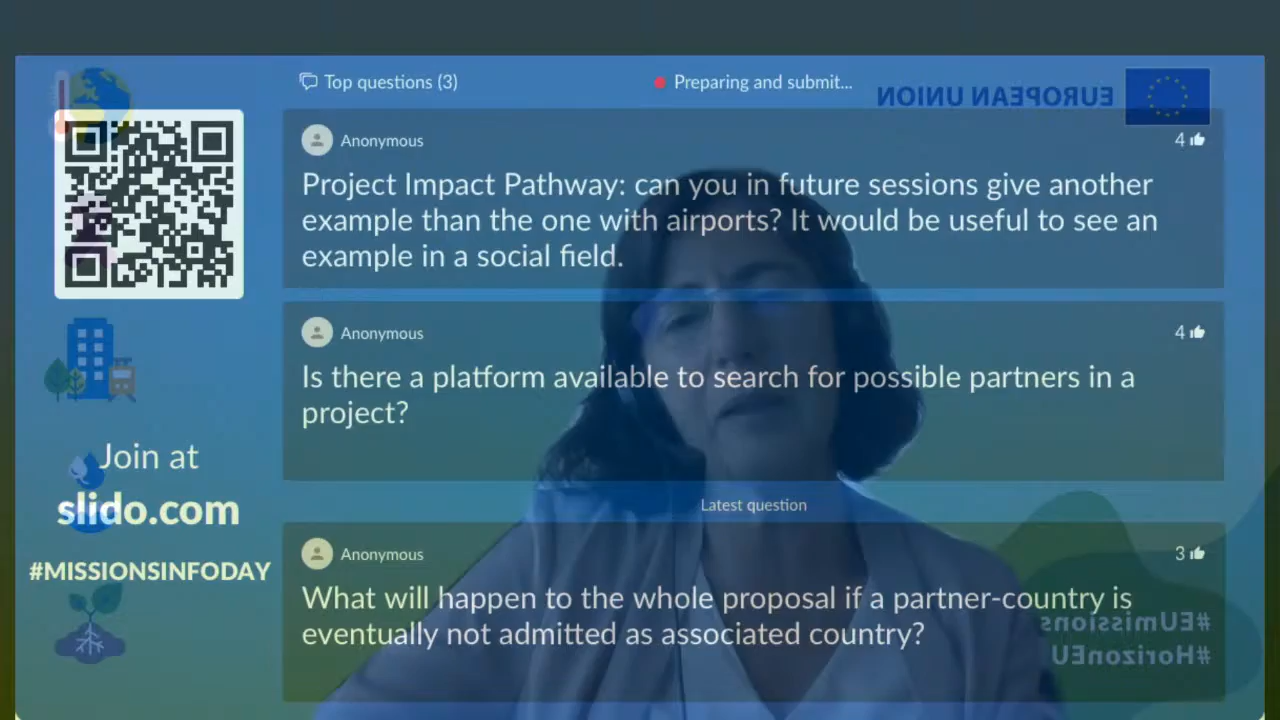 Top questions (3)
Preparing and submit...
EUROPEAN UNION
Anonymous
4
Project Impact Pathway: can you in future sessions give another
example than the one with airports? It would be useful to see an
example in a social field.
Anonymous
4
Is there a platform available to search for possible partners in a
project?
Join at
slido.com
#MISSIONSINFODAY
Latest question
Anonymous
3
What will happen to the whole proposal if a partner-country is
eventually not admitted as associated country?
#EUmissions
#HorizonEU